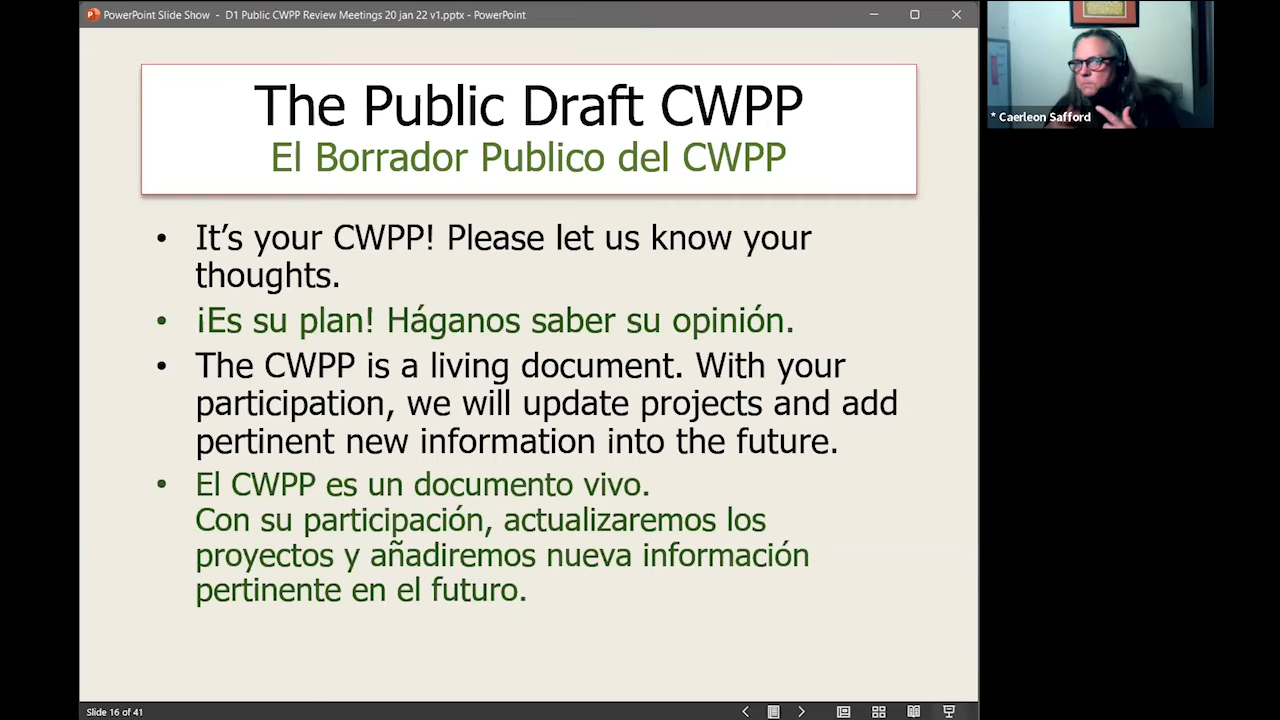 PowerPoint Slide Show - D1 Public CWPP Review Meetings 20 jan 22 v1.pptx - PowerPoint
* Caerleon Safford
The Public Draft CWPP
El Borrador Publico del CWPP
• It's your CWPP! Please let us know your
thoughts.
• ¡Es su plan! Háganos saber su opinión.
• The CWPP is a living document. With your
participation, we will update projects and add
pertinent new information into the future.
• El CWPP es un documento vivo.
Con su participación, actualizaremos los
proyectos y añadiremos nueva información
pertinente en el futuro.
Slide 16 of 41